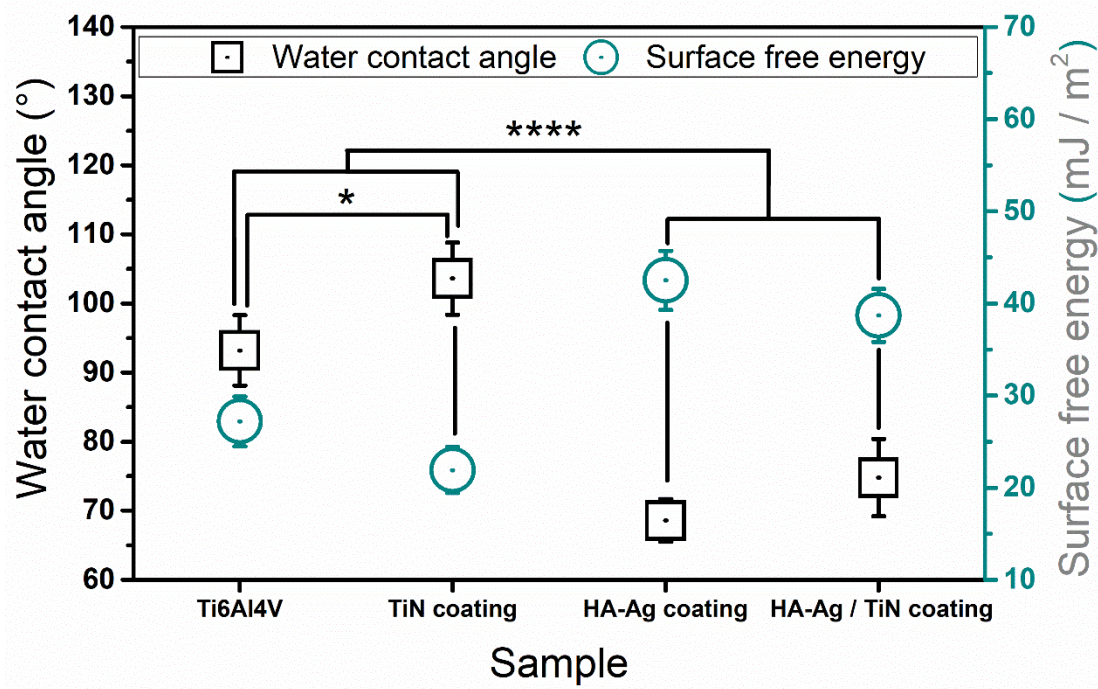 Water contact angle
Surface free energy
Water contact angle (°)
140
130
120
110
100
90
80
70
60
****
*
70
60
50
40
30
20
10
Surface free energy (mJ / m²)
Ti6Al4V
TiN coating
HA-Ag coating
HA-Ag / TiN coating
Sample